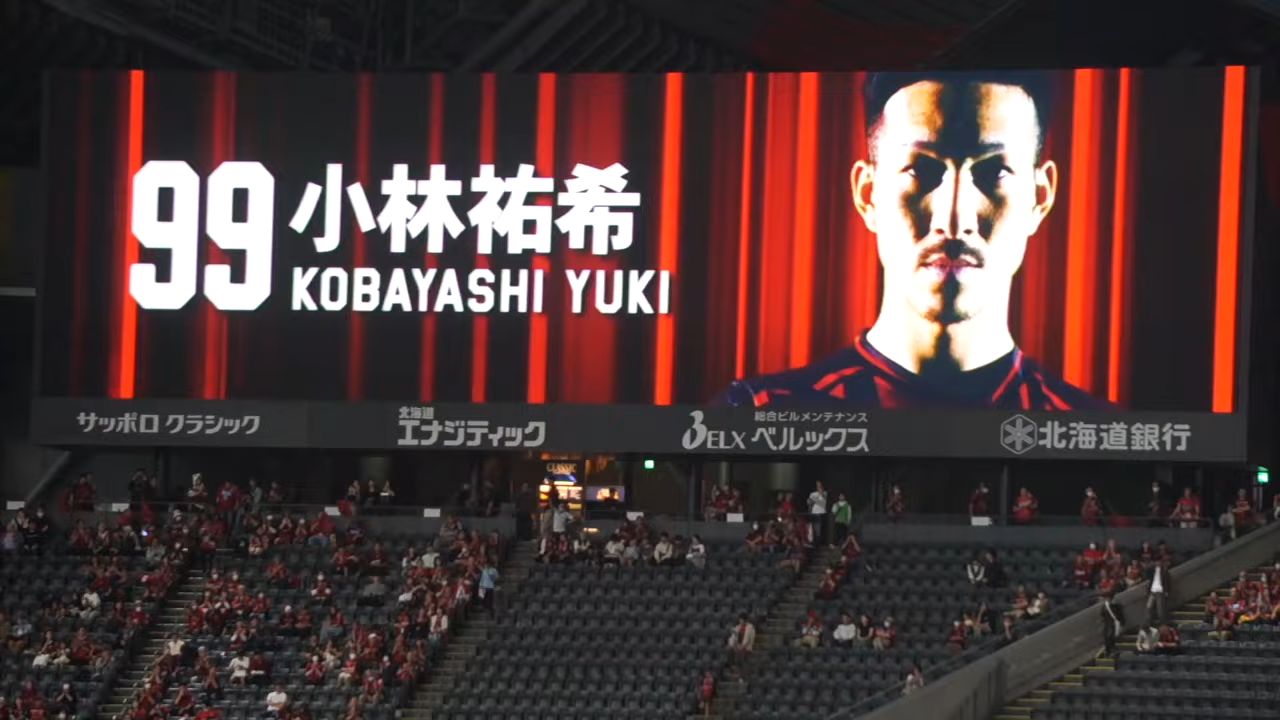 99
小林祐希
KOBAYASHI YUKI
サッポロ クラシック
北海道
エナジティック
ELX
総合ビルメンテナンス
ベルックス
北海道銀行
CLASSIC